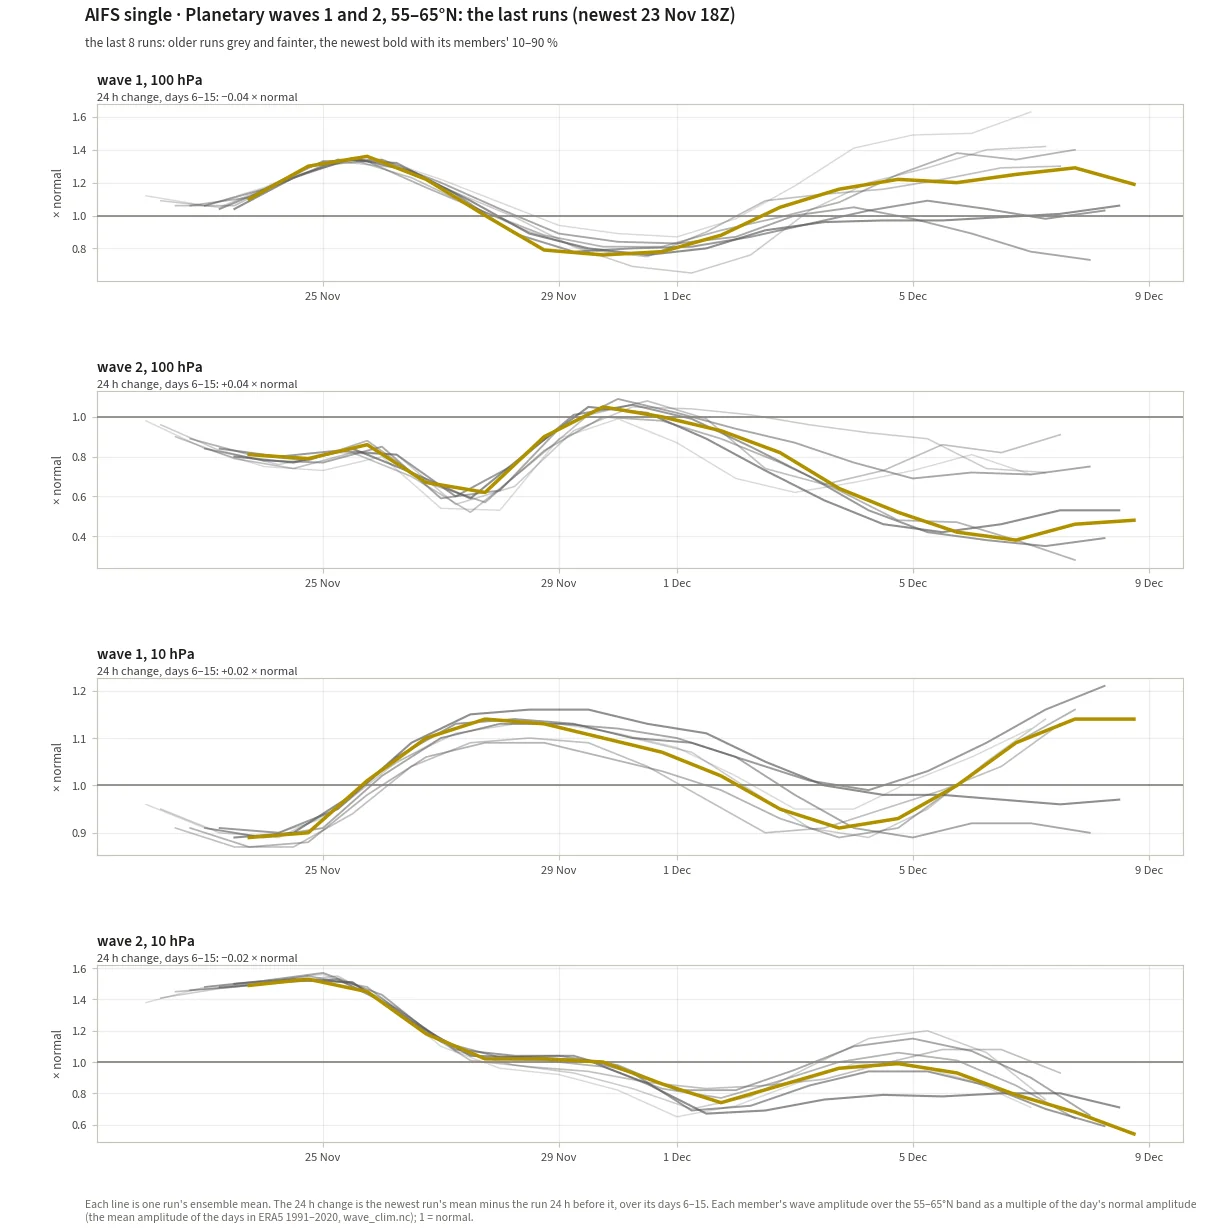 AIFS single · Planetary waves 1 and 2, 55–65°N: the last runs (newest 23 Nov 18Z)
the last 8 runs: older runs grey and fainter, the newest bold with its members' 10–90 %
wave 1, 100 hPa
24 h change, days 6–15: −0.04 × normal
1.6
1.4
1.2
1.0
0.8
× normal
25 Nov
29 Nov
1 Dec
5 Dec
9 Dec
wave 2, 100 hPa
24 h change, days 6–15: +0.04 × normal
1.0
0.8
0.6
0.4
× normal
25 Nov
29 Nov
1 Dec
5 Dec
9 Dec
wave 1, 10 hPa
24 h change, days 6–15: +0.02 × normal
1.2
1.1
1.0
0.9
× normal
25 Nov
29 Nov
1 Dec
5 Dec
9 Dec
wave 2, 10 hPa
24 h change, days 6–15: −0.02 × normal
1.6
1.4
1.2
1.0
0.8
0.6
× normal
25 Nov
29 Nov
1 Dec
5 Dec
9 Dec
Each line is one run's ensemble mean. The 24 h change is the newest run's mean minus the run 24 h before it, over its days 6–15. Each member's wave amplitude over the 55–65°N band as a multiple of the day's normal amplitude
(the mean amplitude of the days in ERA5 1991–2020, wave_clim.nc); 1 = normal.